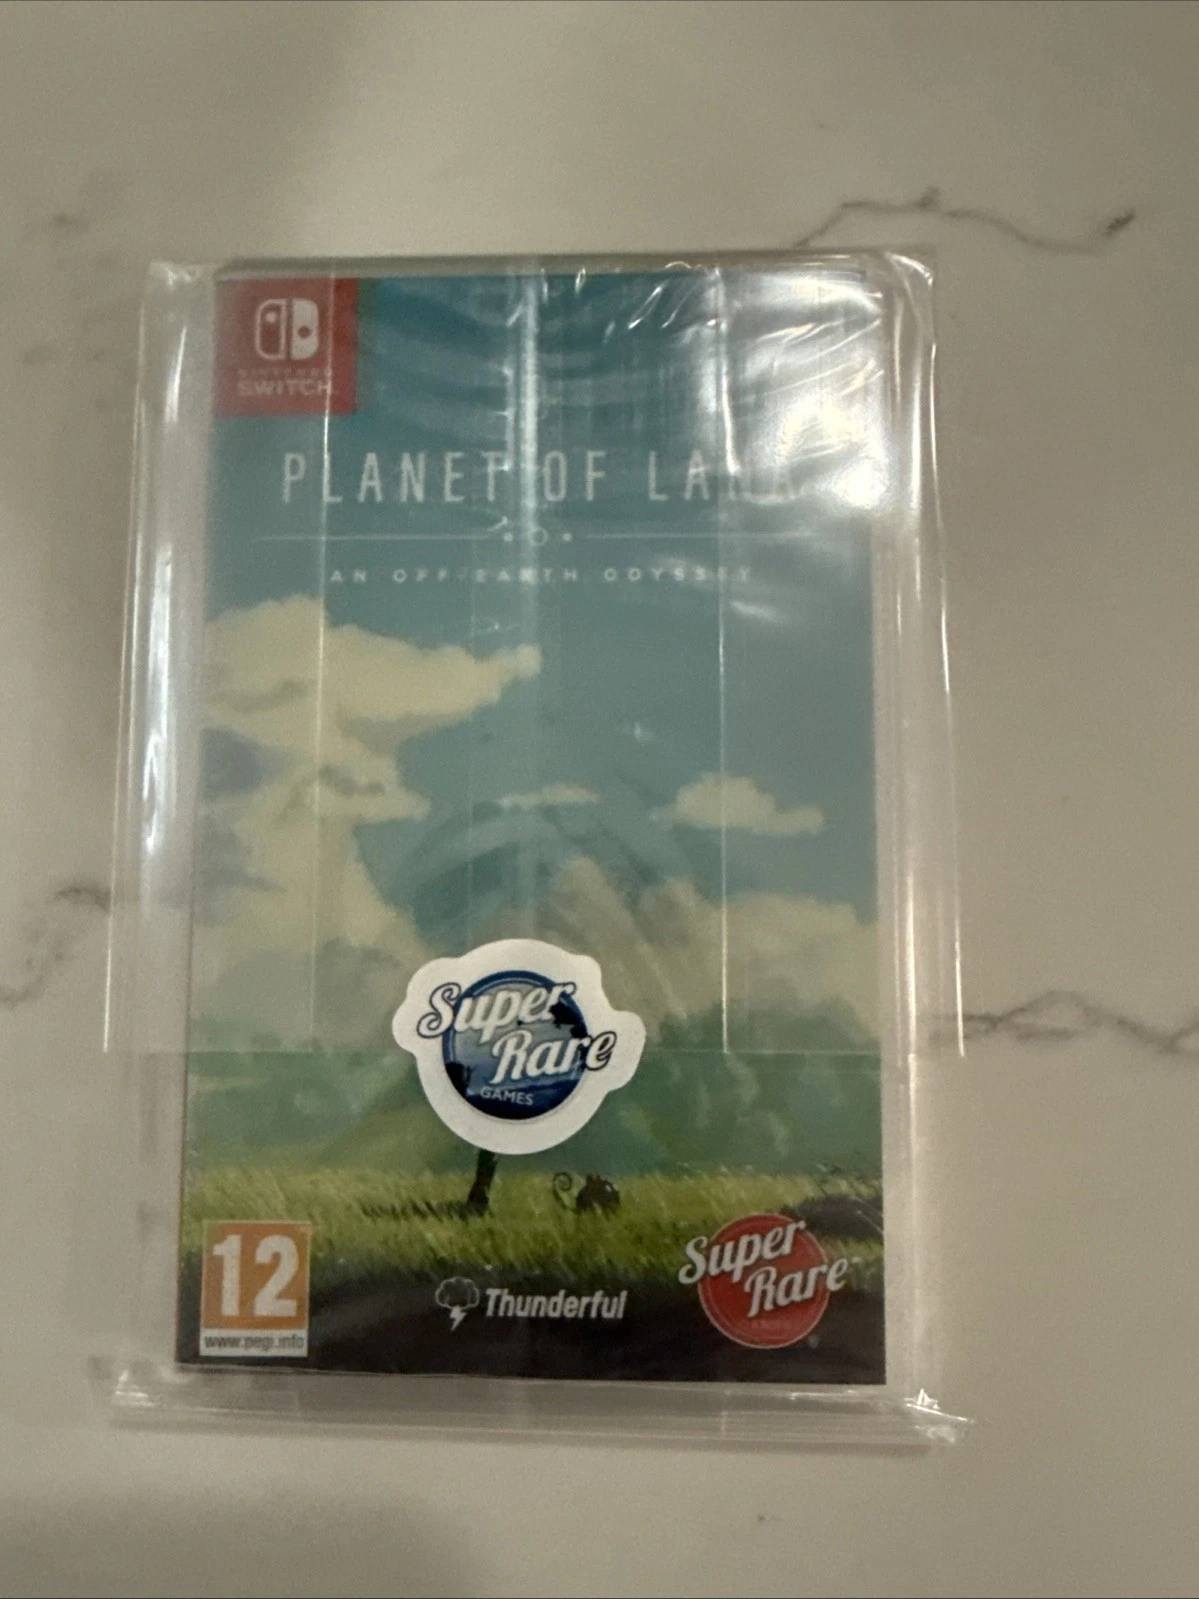 NINTENDO
SWITCH
PLANET OF LANA
AN OFF-EARTH ODYSSEY
Super
Rare
GAMES
12
www.pegi.info
Thunderful
Super
Rare
GAMES